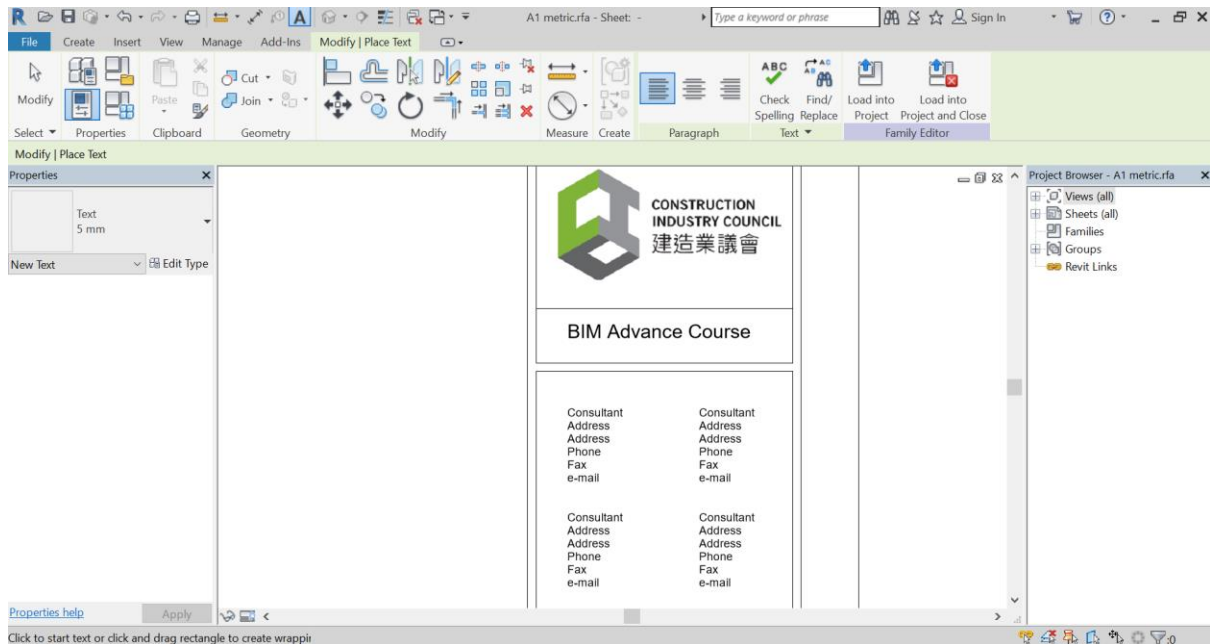 A1 metric.rfa - Sheet: -
Type a keyword or phrase
Sign In
File Create Insert View Manage Add-Ins Modify | Place Text
Modify
Paste
Cut
Join
ABC
Check Spelling
Find/ Replace
Load into Project
Load into Project and Close
Select Properties Clipboard Geometry Modify Measure Create Paragraph Text Family Editor
Modify | Place Text
Properties
Text
5 mm
New Text
Edit Type
Properties help
Apply
CONSTRUCTION
INDUSTRY COUNCIL
建造業議會
BIM Advance Course
Consultant Consultant
Address Address
Address Address
Phone Phone
Fax Fax
e-mail e-mail
Consultant Consultant
Address Address
Address Address
Phone Phone
Fax Fax
e-mail e-mail
Project Browser - A1 metric.rfa
Views (all)
Sheets (all)
Families
Groups
Revit Links
Click to start text or click and drag rectangle to create wrappin
:0